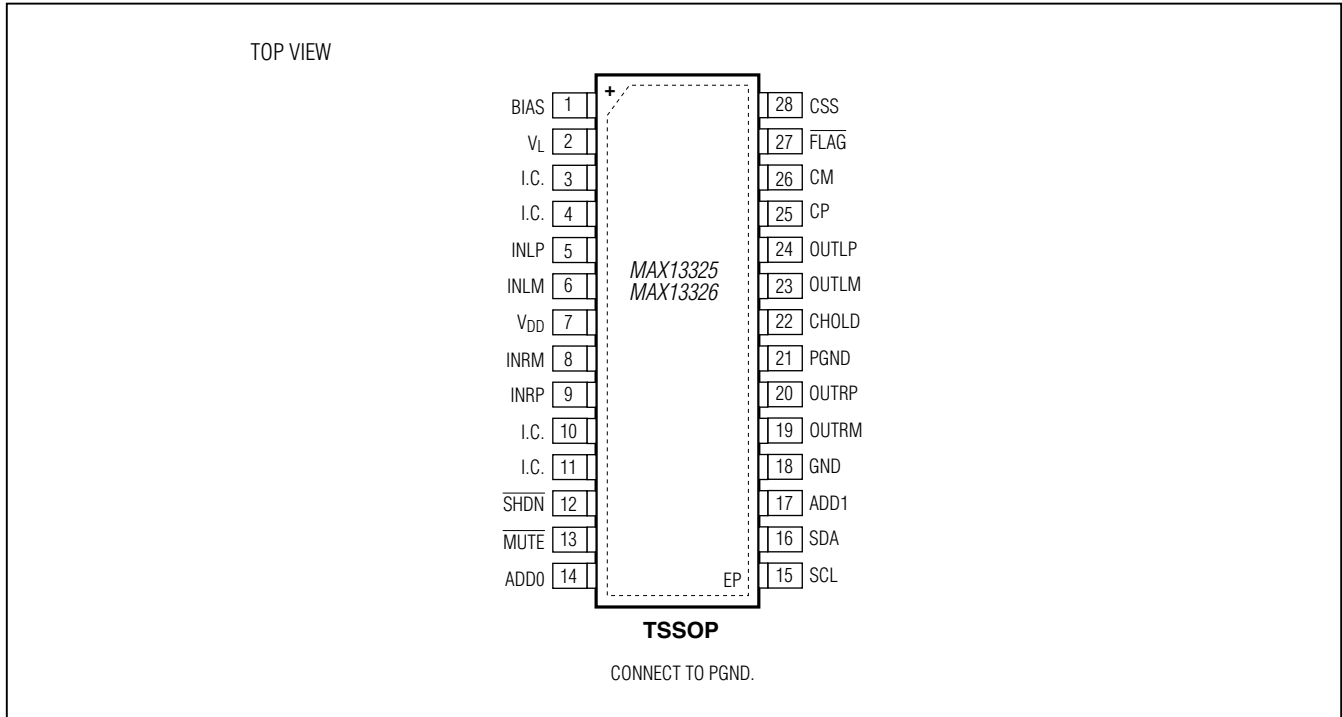 TOP VIEW
+
BIAS 1
VL 2
I.C. 3
I.C. 4
INLP 5
INLM 6
VDD 7
INRM 8
INRP 9
I.C. 10
I.C. 11
SHDN 12
MUTE 13
ADD0 14
MAX13325
MAX13326
28 CSS
27 FLAG
26 CM
25 CP
24 OUTLP
23 OUTLM
22 CHOLD
21 PGND
20 OUTRP
19 OUTRM
18 GND
17 ADD1
16 SDA
15 SCL
EP
TSSOP
CONNECT TO PGND.